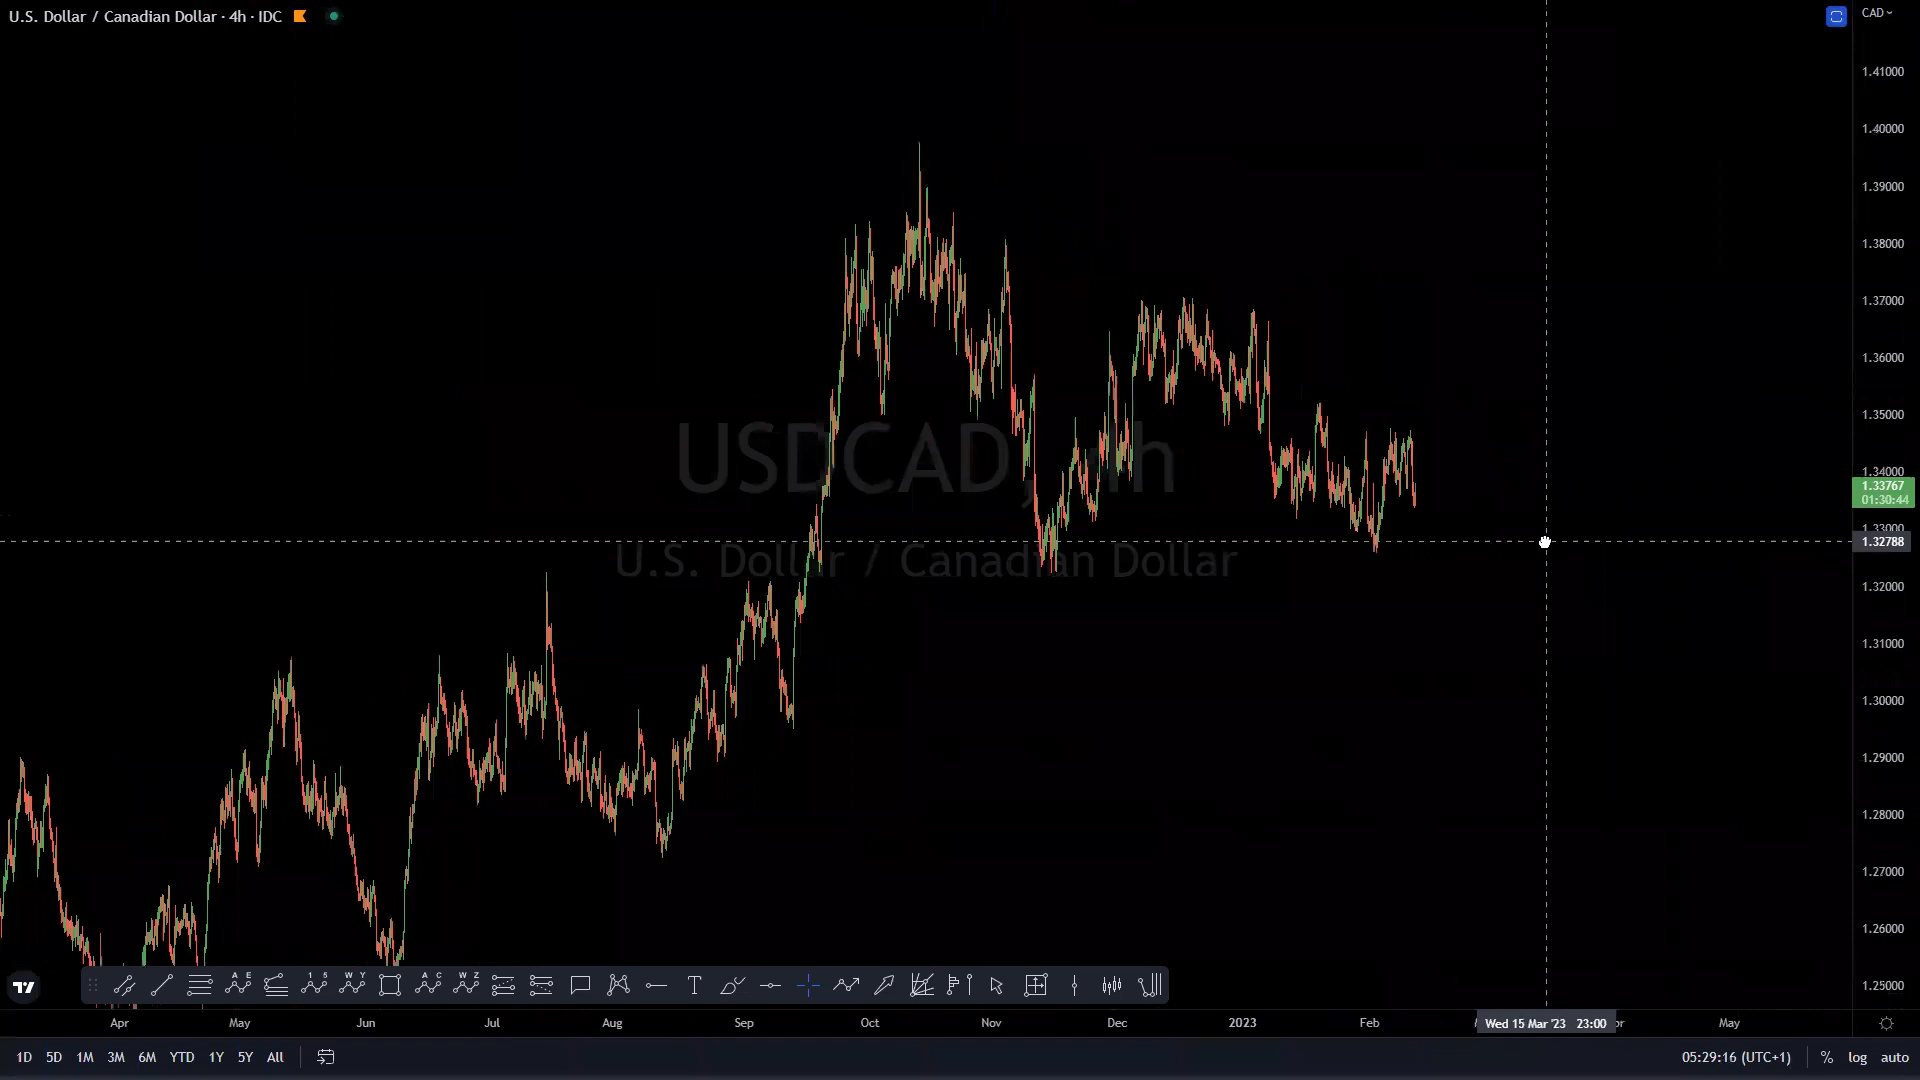 U.S. Dollar / Canadian Dollar · 4h · IDC
CAD
1.41000
1.40000
1.39000
1.38000
1.37000
1.36000
1.35000
1.34000
1.33767
01:30:44
1.33000
1.32788
1.32000
1.31000
1.30000
1.29000
1.28000
1.27000
1.26000
1.25000
USDCAD, 4h
U.S. Dollar / Canadian Dollar
A E
1 5
W Y
A C
W Z
T
Apr May Jun Jul Aug Sep Oct Nov Dec 2023 Feb Wed 15 Mar '23 23:00 May
1D 5D 1M 3M 6M YTD 1Y 5Y All 05:29:16 (UTC+1) % log auto